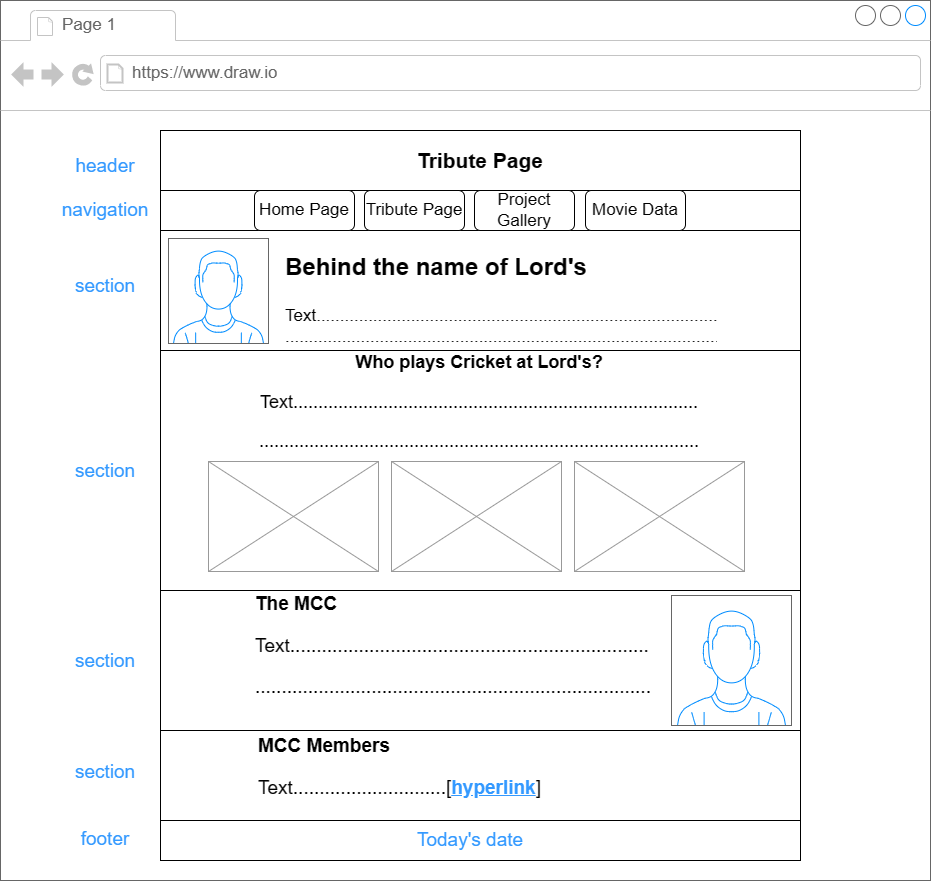 Page 1
https://www.draw.io
header
Tribute Page
navigation
Home Page
Tribute Page
Project
Gallery
Movie Data
section
Behind the name of Lord's
Text................................................................................................
........................................................................................................
section
Who plays Cricket at Lord's?
Text.................................................................................
........................................................................................
section
The MCC
Text........................................................................
...............................................................................
section
MCC Members
Text..............................[hyperlink]
footer
Today's date